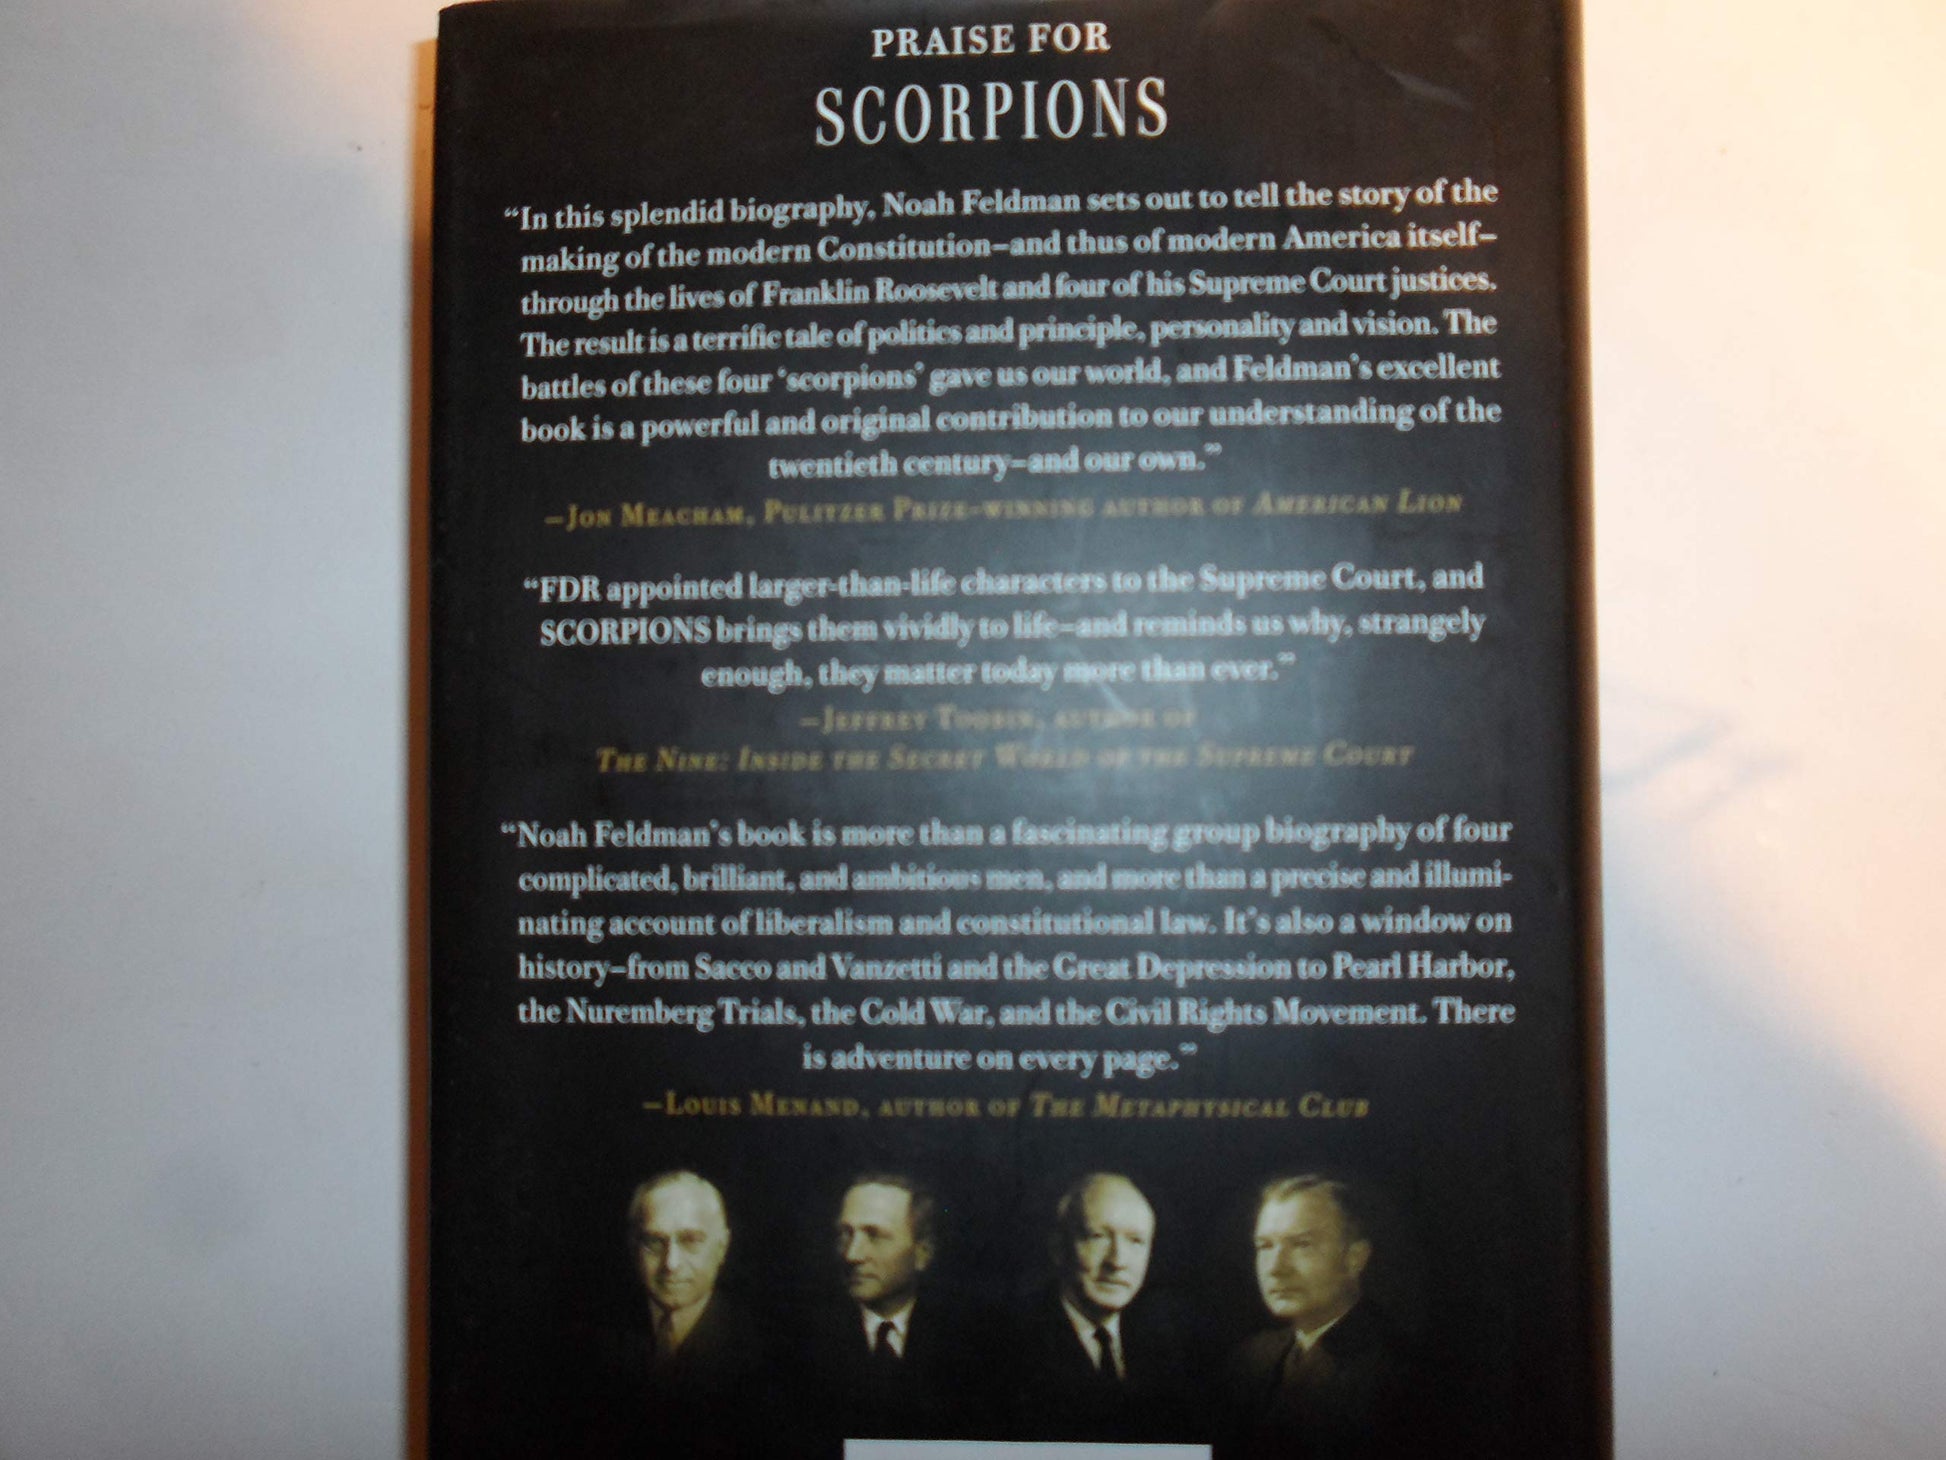 PRAISE FOR
SCORPIONS
“In this splendid biography, Noah Feldman sets out to tell the story of the
making of the modern Constitution—and thus of modern America itself—
through the lives of Franklin Roosevelt and four of his Supreme Court justices.
The result is a terrific tale of politics and principle, personality and vision. The
battles of these four ‘scorpions’ gave us our world, and Feldman’s excellent
book is a powerful and original contribution to our understanding of the
twentieth century—and our own.”
—JON MEACHAM, PULITZER PRIZE–WINNING AUTHOR OF AMERICAN LION
“FDR appointed larger-than-life characters to the Supreme Court, and
SCORPIONS brings them vividly to life—and reminds us why, strangely
enough, they matter today more than ever.”
—JEFFREY TOOBIN, AUTHOR OF
THE NINE: INSIDE THE SECRET WORLD OF THE SUPREME COURT
“Noah Feldman’s book is more than a fascinating group biography of four
complicated, brilliant, and ambitious men, and more than a precise and illumi-
nating account of liberalism and constitutional law. It’s also a window on
history—from Sacco and Vanzetti and the Great Depression to Pearl Harbor,
the Nuremberg Trials, the Cold War, and the Civil Rights Movement. There
is adventure on every page.”
—LOUIS MENAND, AUTHOR OF THE METAPHYSICAL CLUB